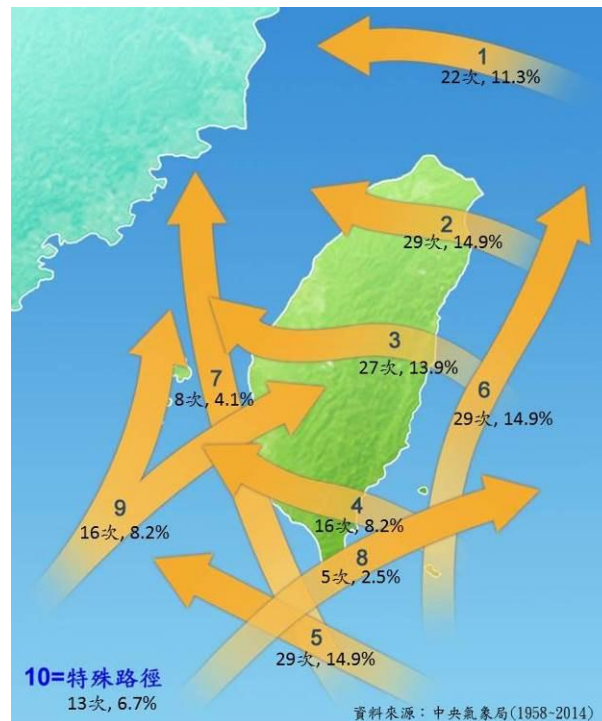 1
22次, 11.3%
2
29次, 14.9%
3
27次, 13.9%
7
8次, 4.1%
6
29次, 14.9%
9
16次, 8.2%
4
16次, 8.2%
8
5次, 2.5%
5
29次, 14.9%
10=特殊路徑
13次, 6.7%
資料來源：中央氣象局(1958~2014)